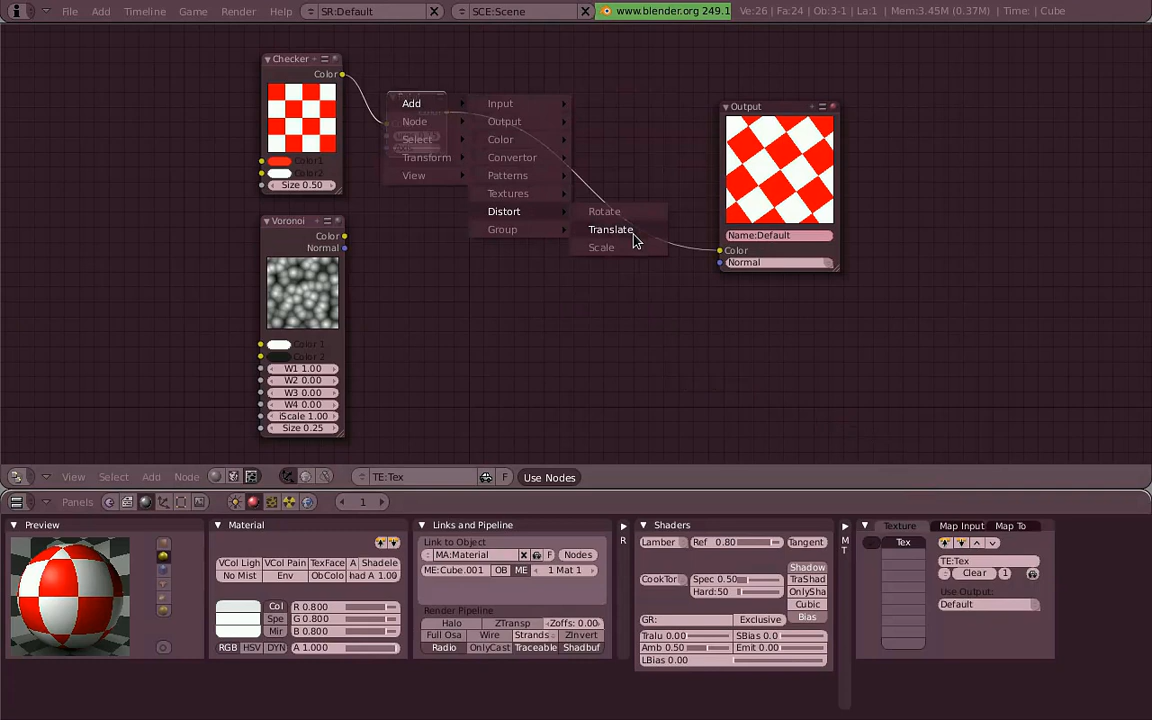 File Add Timeline Game Render Help SR:Default SCE:Scene www.blender.org 249.1 Ve:26 | Fa:24 | Ob:3-1 | La:1 | Mem:3.45M (0.37M) | Time: | Cube
Checker
Color
Color1
Color2
Size 0.50
Voronoi
Color
Normal
Color 1
Color 2
W1 1.00
W2 0.00
W3 0.00
W4 0.00
iScale 1.00
Size 0.25
Add
Node
Select
Transform
View
Input
Output
Color
Convertor
Patterns
Textures
Distort
Group
Rotate
Translate
Scale
Output
Name:Default
Color
Normal
View Select Add Node TE:Tex F Use Nodes
Panels 1
Preview
Material
VCol Ligh VCol Pain TexFace A Shadele
No Mist Env ObColo had A 1.00
Col R 0.800
Spe G 0.800
Mir B 0.800
RGB HSV DYN A 1.000
Links and Pipeline
Link to Object
MA:Material F Nodes
ME:Cube.001 OB ME 1 Mat 1
Render Pipeline
Halo ZTransp Zoffs: 0.00
Full Osa Wire Strands ZInvert
Radio OnlyCast Traceable Shadbuf
R
Shaders
Lamber Ref 0.80 Tangent
Shadow
CookTor Spec 0.50 TraShad
Hard:50 OnlySha
Cubic
GR: Exclusive Bias
Tralu 0.00 SBias 0.0
Amb 0.50 Emit 0.00
LBias 0.00
M
T
Texture Map Input Map To
Tex
TE:Tex
Clear 1
Use Output:
Default